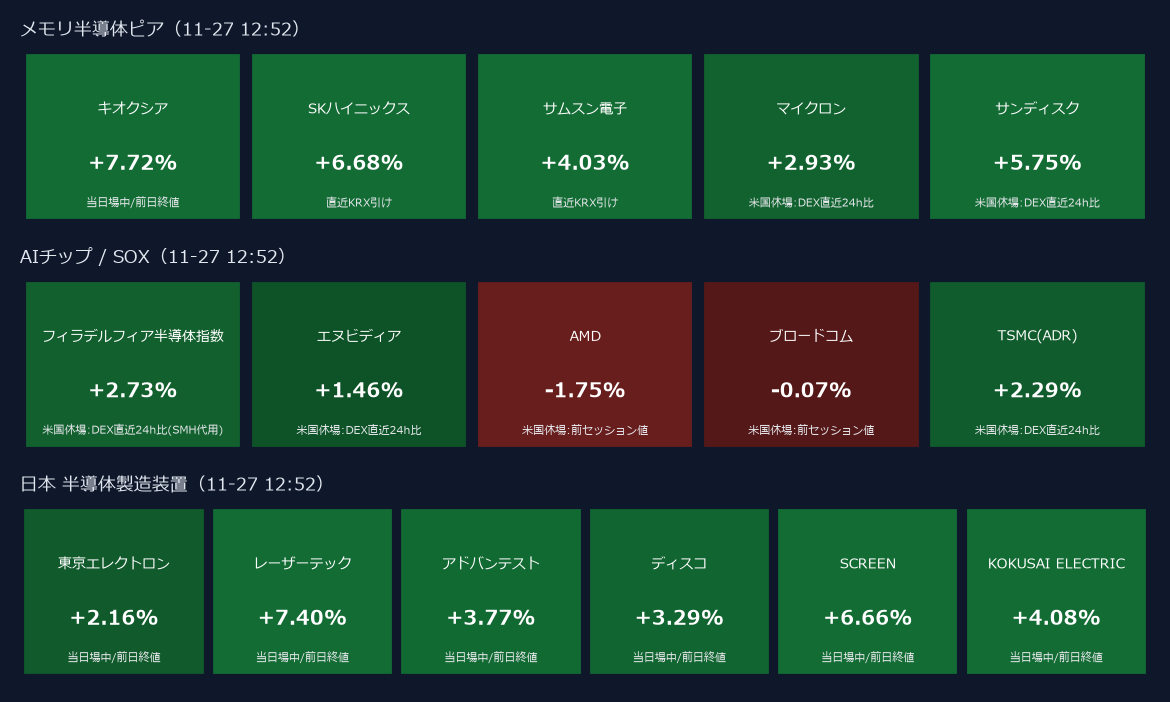 メモリ半導体ピア（11-27 12:52）
キオクシア
+7.72%
当日場中/前日終値
SKハイニックス
+6.68%
直近KRX引け
サムスン電子
+4.03%
直近KRX引け
マイクロン
+2.93%
米国休場:DEX直近24h比
サンディスク
+5.75%
米国休場:DEX直近24h比
AIチップ / SOX（11-27 12:52）
フィラデルフィア半導体指数
+2.73%
米国休場:DEX直近24h比(SMH代用)
エヌビディア
+1.46%
米国休場:DEX直近24h比
AMD
-1.75%
米国休場:前セッション値
ブロードコム
-0.07%
米国休場:前セッション値
TSMC(ADR)
+2.29%
米国休場:DEX直近24h比
日本 半導体製造装置（11-27 12:52）
東京エレクトロン
+2.16%
当日場中/前日終値
レーザーテック
+7.40%
当日場中/前日終値
アドバンテスト
+3.77%
当日場中/前日終値
ディスコ
+3.29%
当日場中/前日終値
SCREEN
+6.66%
当日場中/前日終値
KOKUSAI ELECTRIC
+4.08%
当日場中/前日終値